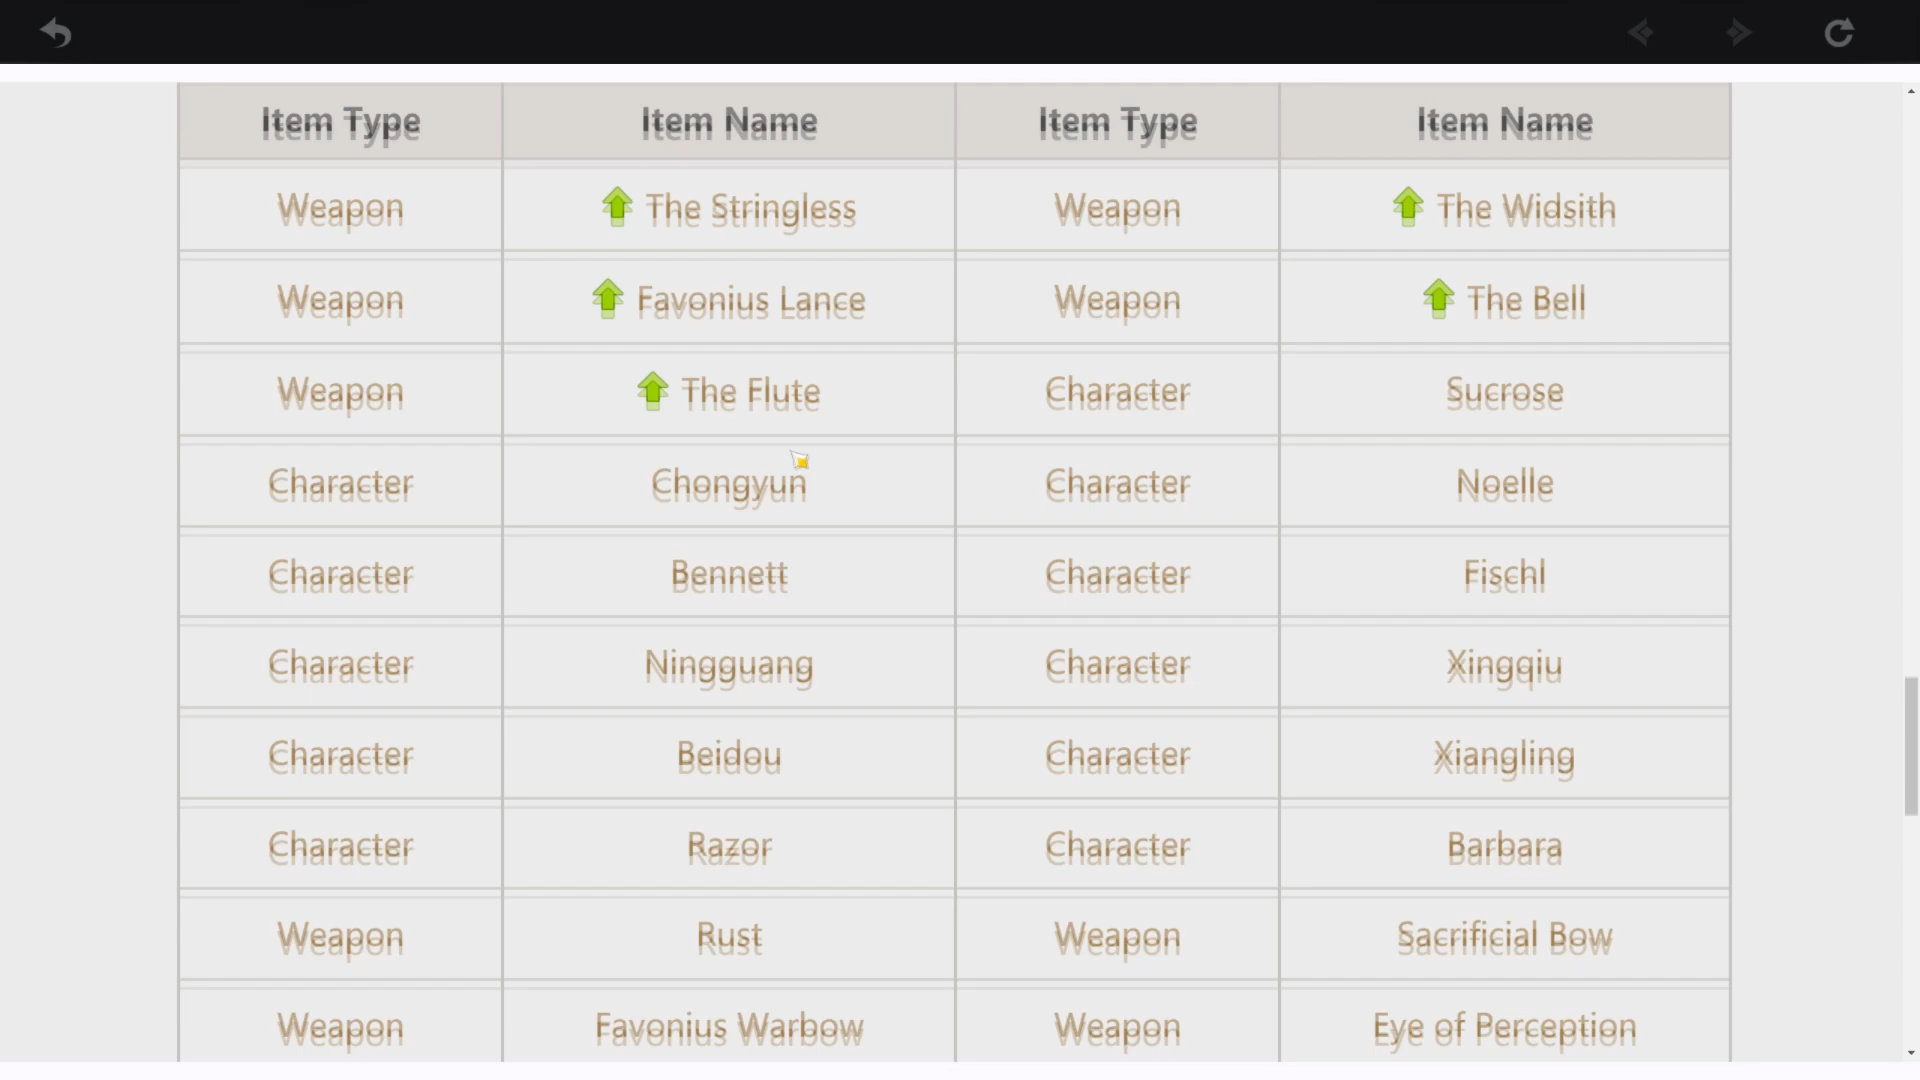 Item Type Item Name Item Type Item Name
Weapon The Stringless Weapon The Widsith
Weapon Favonius Lance Weapon The Bell
Weapon The Flute Character Sucrose
Character Chongyun Character Noelle
Character Bennett Character Fischl
Character Ningguang Character Xingqiu
Character Beidou Character Xiangling
Character Razor Character Barbara
Weapon Rust Weapon Sacrificial Bow
Weapon Favonius Warbow Weapon Eye of Perception